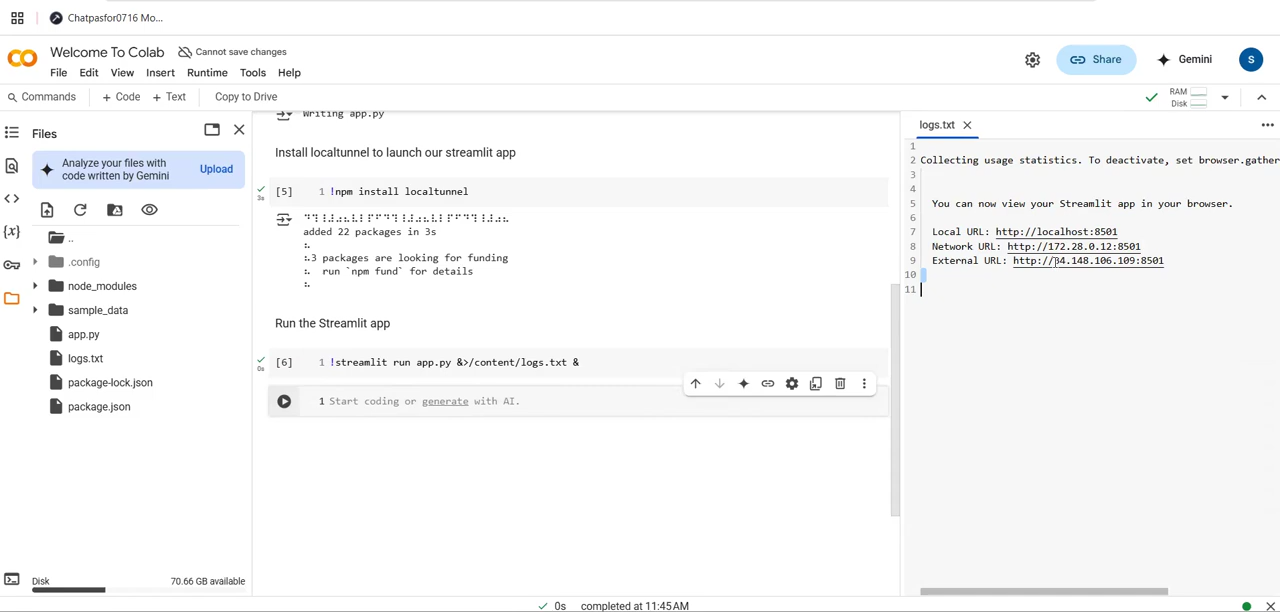 Chatpasfor0716 Mo...
Welcome To Colab
Cannot save changes
File Edit View Insert Runtime Tools Help
Share
Gemini
S
Commands + Code + Text Copy to Drive
RAM
Disk
Files
Analyze your files with
code written by Gemini
Upload
..
.config
node_modules
sample_data
app.py
logs.txt
package-lock.json
package.json
Disk 70.66 GB available
Writing app.py
Install localtunnel to launch our streamlit app
3s
[5] 1 !npm install localtunnel
added 22 packages in 3s
3 packages are looking for funding
run `npm fund` for details
Run the Streamlit app
0s
[6] 1 !streamlit run app.py &>/content/logs.txt &
1 Start coding or generate with AI.
logs.txt
1
2 Collecting usage statistics. To deactivate, set browser.gather
3
4
5 You can now view your Streamlit app in your browser.
6
7 Local URL: http://localhost:8501
8 Network URL: http://172.28.0.12:8501
9 External URL: http://34.148.106.109:8501
10
11
0s completed at 11:45 AM